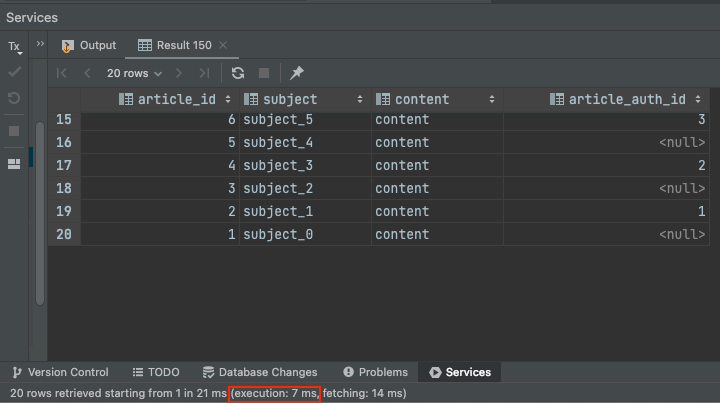 Services
Tx
Output
Result 150
20 rows
article_id subject content article_auth_id
15 6 subject_5 content 3
16 5 subject_4 content <null>
17 4 subject_3 content 2
18 3 subject_2 content <null>
19 2 subject_1 content 1
20 1 subject_0 content <null>
Version Control TODO Database Changes Problems Services
20 rows retrieved starting from 1 in 21 ms (execution: 7 ms, fetching: 14 ms)